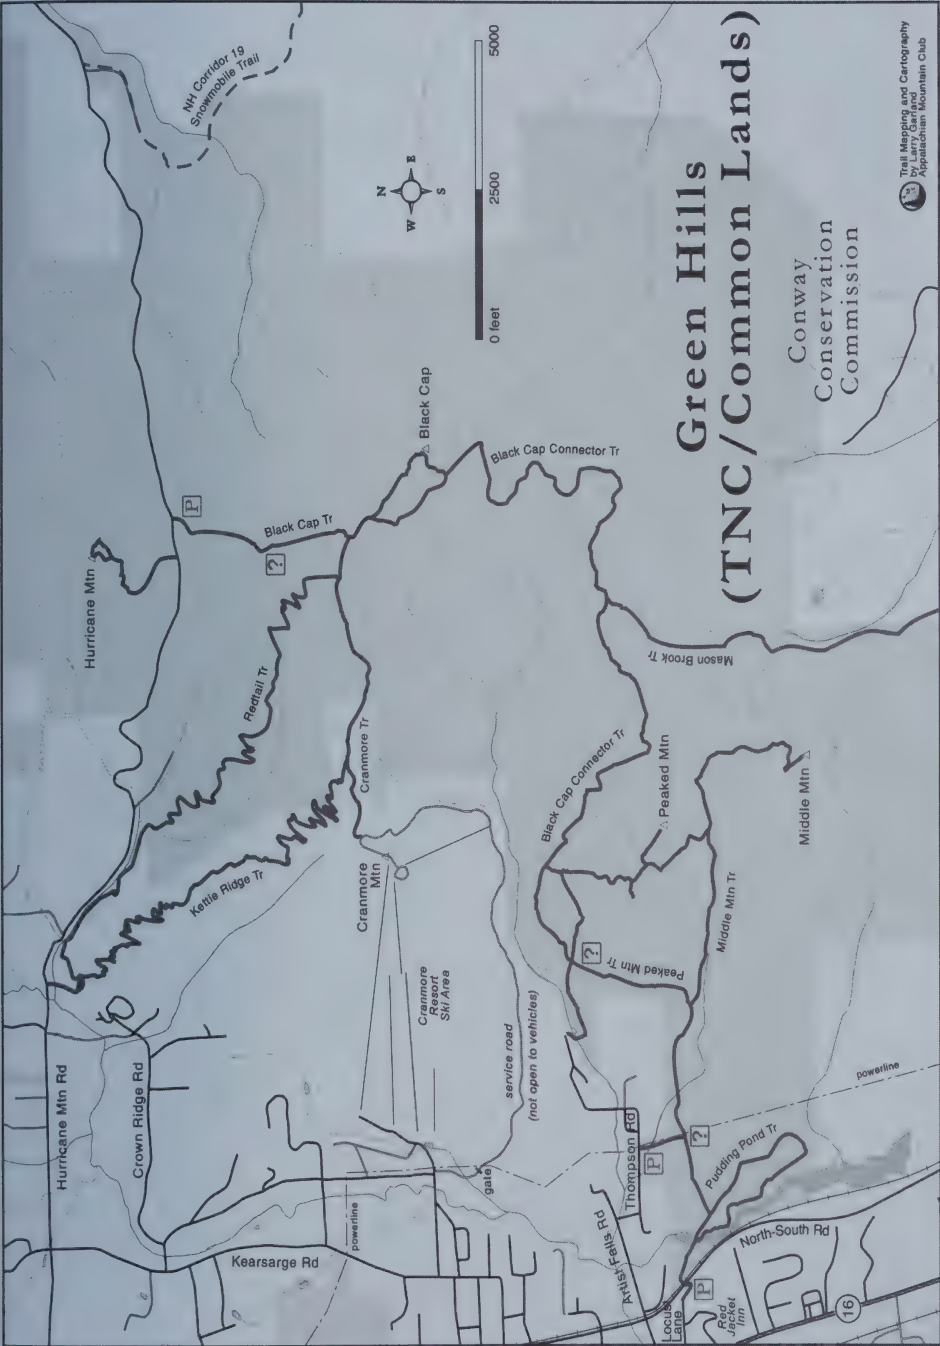 NH Corridor 19
Snowmobile Trail
N
E
S
W
0 feet
2500
5000
Trail Mapping and Cartography
by Larry Garland
Appalachian Mountain Club
Green Hills
(TNC/Common Lands)
Conway
Conservation
Commission
Hurricane Mtn
P
Black Cap Tr
?
Black Cap
Black Cap Connector Tr
Redtail Tr
Cranmore Tr
Kettle Ridge Tr
Cranmore
Mtn
Cranmore
Resort
Ski Area
Mason Brook Tr
Black Cap Connector Tr
Peaked Mtn
Middle Mtn
Middle Mtn Tr
?
Peaked Mtn Tr
service road
(not open to vehicles)
Hurricane Mtn Rd
Crown Ridge Rd
Kearsarge Rd
powerline
gate
powerline
Thompson Rd
P
?
Pudding Pond Tr
Artist Falls Rd
North-South Rd
Locust
Lane
P
Red
Jacket
Inn
16